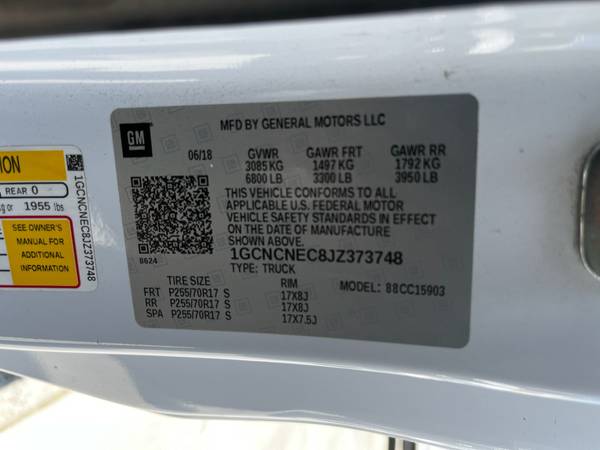 GM
MFD BY GENERAL MOTORS LLC
06/18
GVWR GAWR FRT GAWR RR
3085 KG 1497 KG 1792 KG
6800 LB 3300 LB 3950 LB
THIS VEHICLE CONFORMS TO ALL
APPLICABLE U.S. FEDERAL MOTOR
VEHICLE SAFETY STANDARDS IN EFFECT
ON THE DATE OF MANUFACTURE
SHOWN ABOVE.
8624
1GCNCNEC8JZ373748
TYPE: TRUCK
MODEL: 88CC15903
TIRE SIZE RIM
FRT P255/70R17 S 17X8J
RR P255/70R17 S 17X8J
SPA P255/70R17 S 17X7.5J
REAR 0
kg or 1955 lbs
SEE OWNER'S
MANUAL FOR
ADDITIONAL
INFORMATION
1GCNCNEC8JZ373748